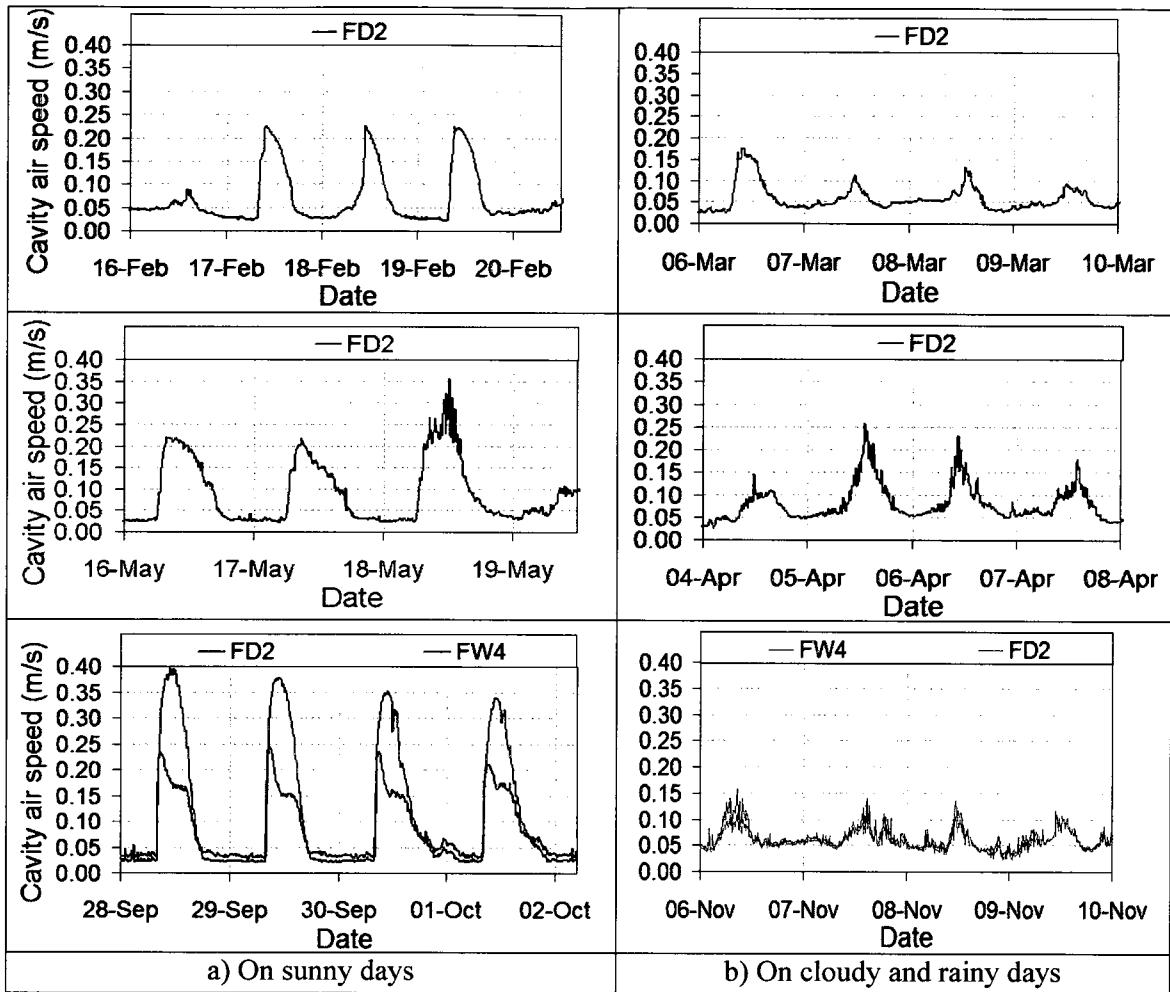 FD2
Cavity air speed (m/s)
0.40
0.35
0.30
0.25
0.20
0.15
0.10
0.05
0.00
16-Feb 17-Feb 18-Feb 19-Feb 20-Feb
Date
FD2
0.40
0.35
0.30
0.25
0.20
0.15
0.10
0.05
0.00
06-Mar 07-Mar 08-Mar 09-Mar 10-Mar
Date
FD2
Cavity air speed (m/s)
0.40
0.35
0.30
0.25
0.20
0.15
0.10
0.05
0.00
16-May 17-May 18-May 19-May
Date
FD2
0.40
0.35
0.30
0.25
0.20
0.15
0.10
0.05
0.00
04-Apr 05-Apr 06-Apr 07-Apr 08-Apr
Date
FD2 FW4
Cavity air speed (m/s)
0.40
0.35
0.30
0.25
0.20
0.15
0.10
0.05
0.00
28-Sep 29-Sep 30-Sep 01-Oct 02-Oct
Date
FW4 FD2
0.40
0.35
0.30
0.25
0.20
0.15
0.10
0.05
0.00
06-Nov 07-Nov 08-Nov 09-Nov 10-Nov
Date
a) On sunny days
b) On cloudy and rainy days